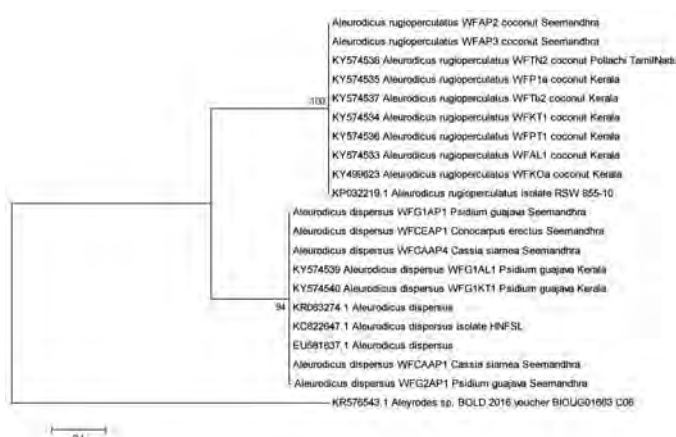 Aleurodicus rugioperculatus WFAP2 coconut Seemandhra
Aleurodicus rugioperculatus WFAP3 coconut Seemandhra
KY574538 Aleurodicus rugioperculatus WFTN2 coconut Pollachi TamilNadu
KY574535 Aleurodicus rugioperculatus WFP1a coconut Kerala
KY574537 Aleurodicus rugioperculatus WFTb2 coconut Kerala
100
KY574534 Aleurodicus rugioperculatus WFKT1 coconut Kerala
KY574536 Aleurodicus rugioperculatus WFPT1 coconut Kerala
KY574533 Aleurodicus rugioperculatus WFAL1 coconut Kerala
KY499623 Aleurodicus rugioperculatus WFKOa coconut Kerala
KP032219.1 Aleurodicus rugioperculatus isolate RSW 855-10
Aleurodicus dispersus WFG1AP1 Psidium guajava Seemandhra
Aleurodicus dispersus WFCEAP1 Conocarpus erectus Seemandhra
Aleurodicus dispersus WFCAAP4 Cassia siamea Seemandhra
KY574539 Aleurodicus dispersus WFG1AL1 Psidium guajava Kerala
KY574540 Aleurodicus dispersus WFG1KT1 Psidium guajava Kerala
94
KR063274.1 Aleurodicus dispersus
KC822647.1 Aleurodicus dispersus isolate HNFSL
EU581837.1 Aleurodicus dispersus
Aleurodicus dispersus WFCAAP1 Cassia siamea Seemandhra
Aleurodicus dispersus WFG2AP1 Psidium guajava Seemandhra
KR576543.1 Aleyrodes sp. BOLD 2016 voucher BIOUG01663 C06